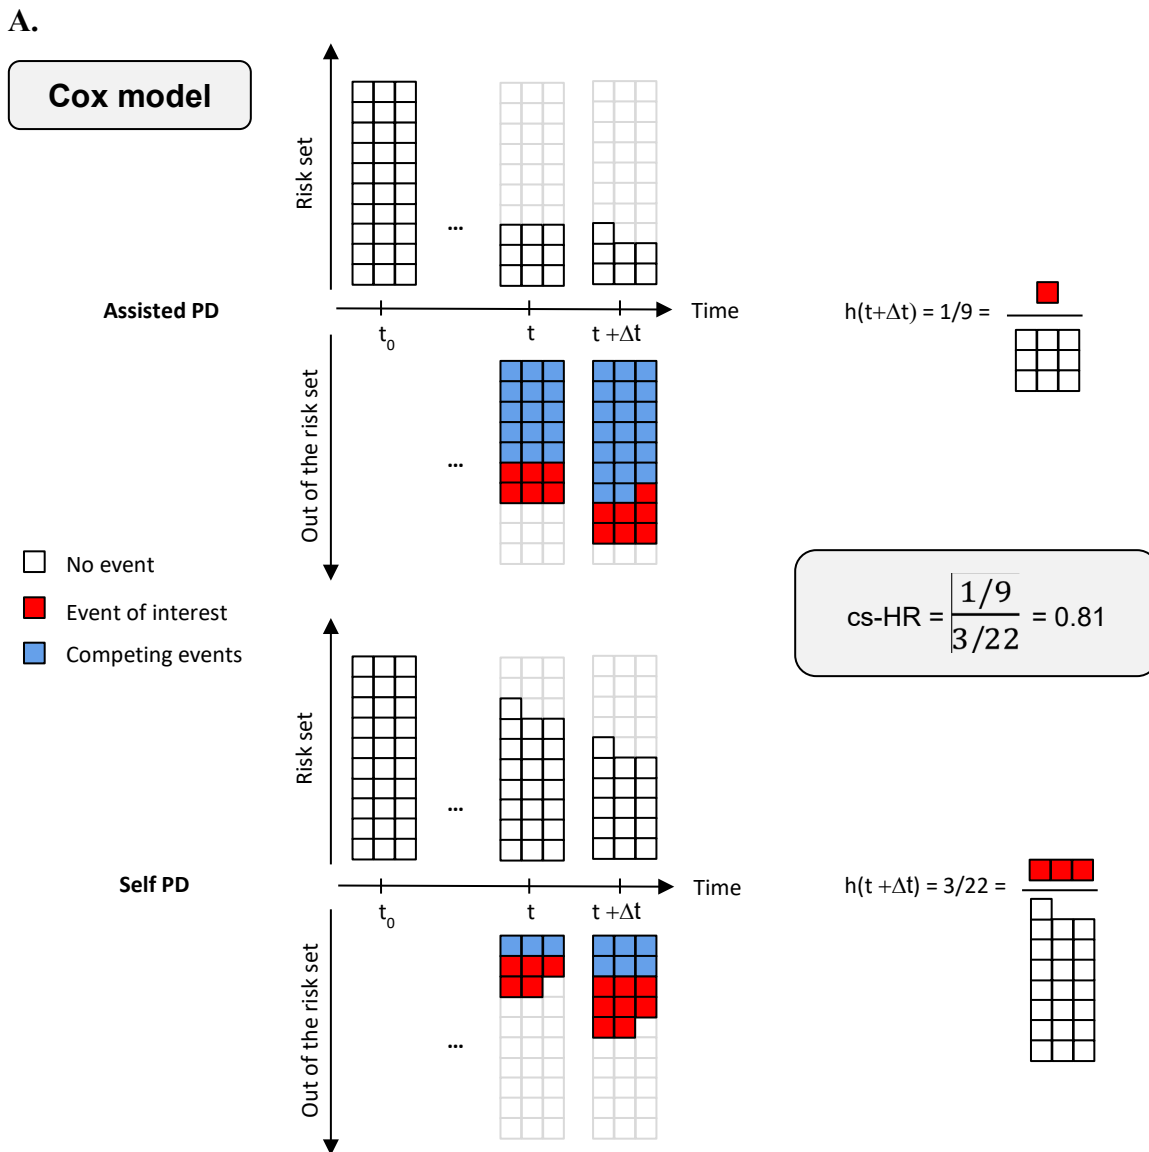 A.
Cox model
Risk set
...
Assisted PD
Time
t0
t
t +Δt
h(t+Δt) = 1/9 =
Out of the risk set
...
No event
Event of interest
Competing events
cs-HR = 1/9 / 3/22 = 0.81
Risk set
...
Self PD
Time
t0
t
t +Δt
h(t +Δt) = 3/22 =
Out of the risk set
...